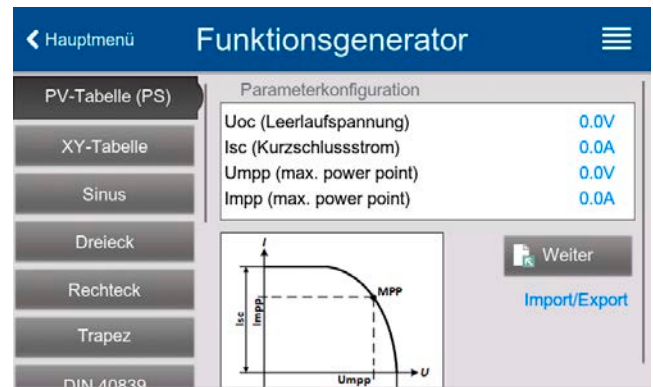 Hauptmenü
Funktionsgenerator
PV-Tabelle (PS)
XY-Tabelle
Sinus
Dreieck
Rechteck
Trapez
DIN 40839
Parameterkonfiguration
Uoc (Leerlaufspannung) 0.0V
Isc (Kurzschlussstrom) 0.0A
Umpp (max. power point) 0.0V
Impp (max. power point) 0.0A
I
MPP
Isc
Impp
Umpp
U
Weiter
Import/Export